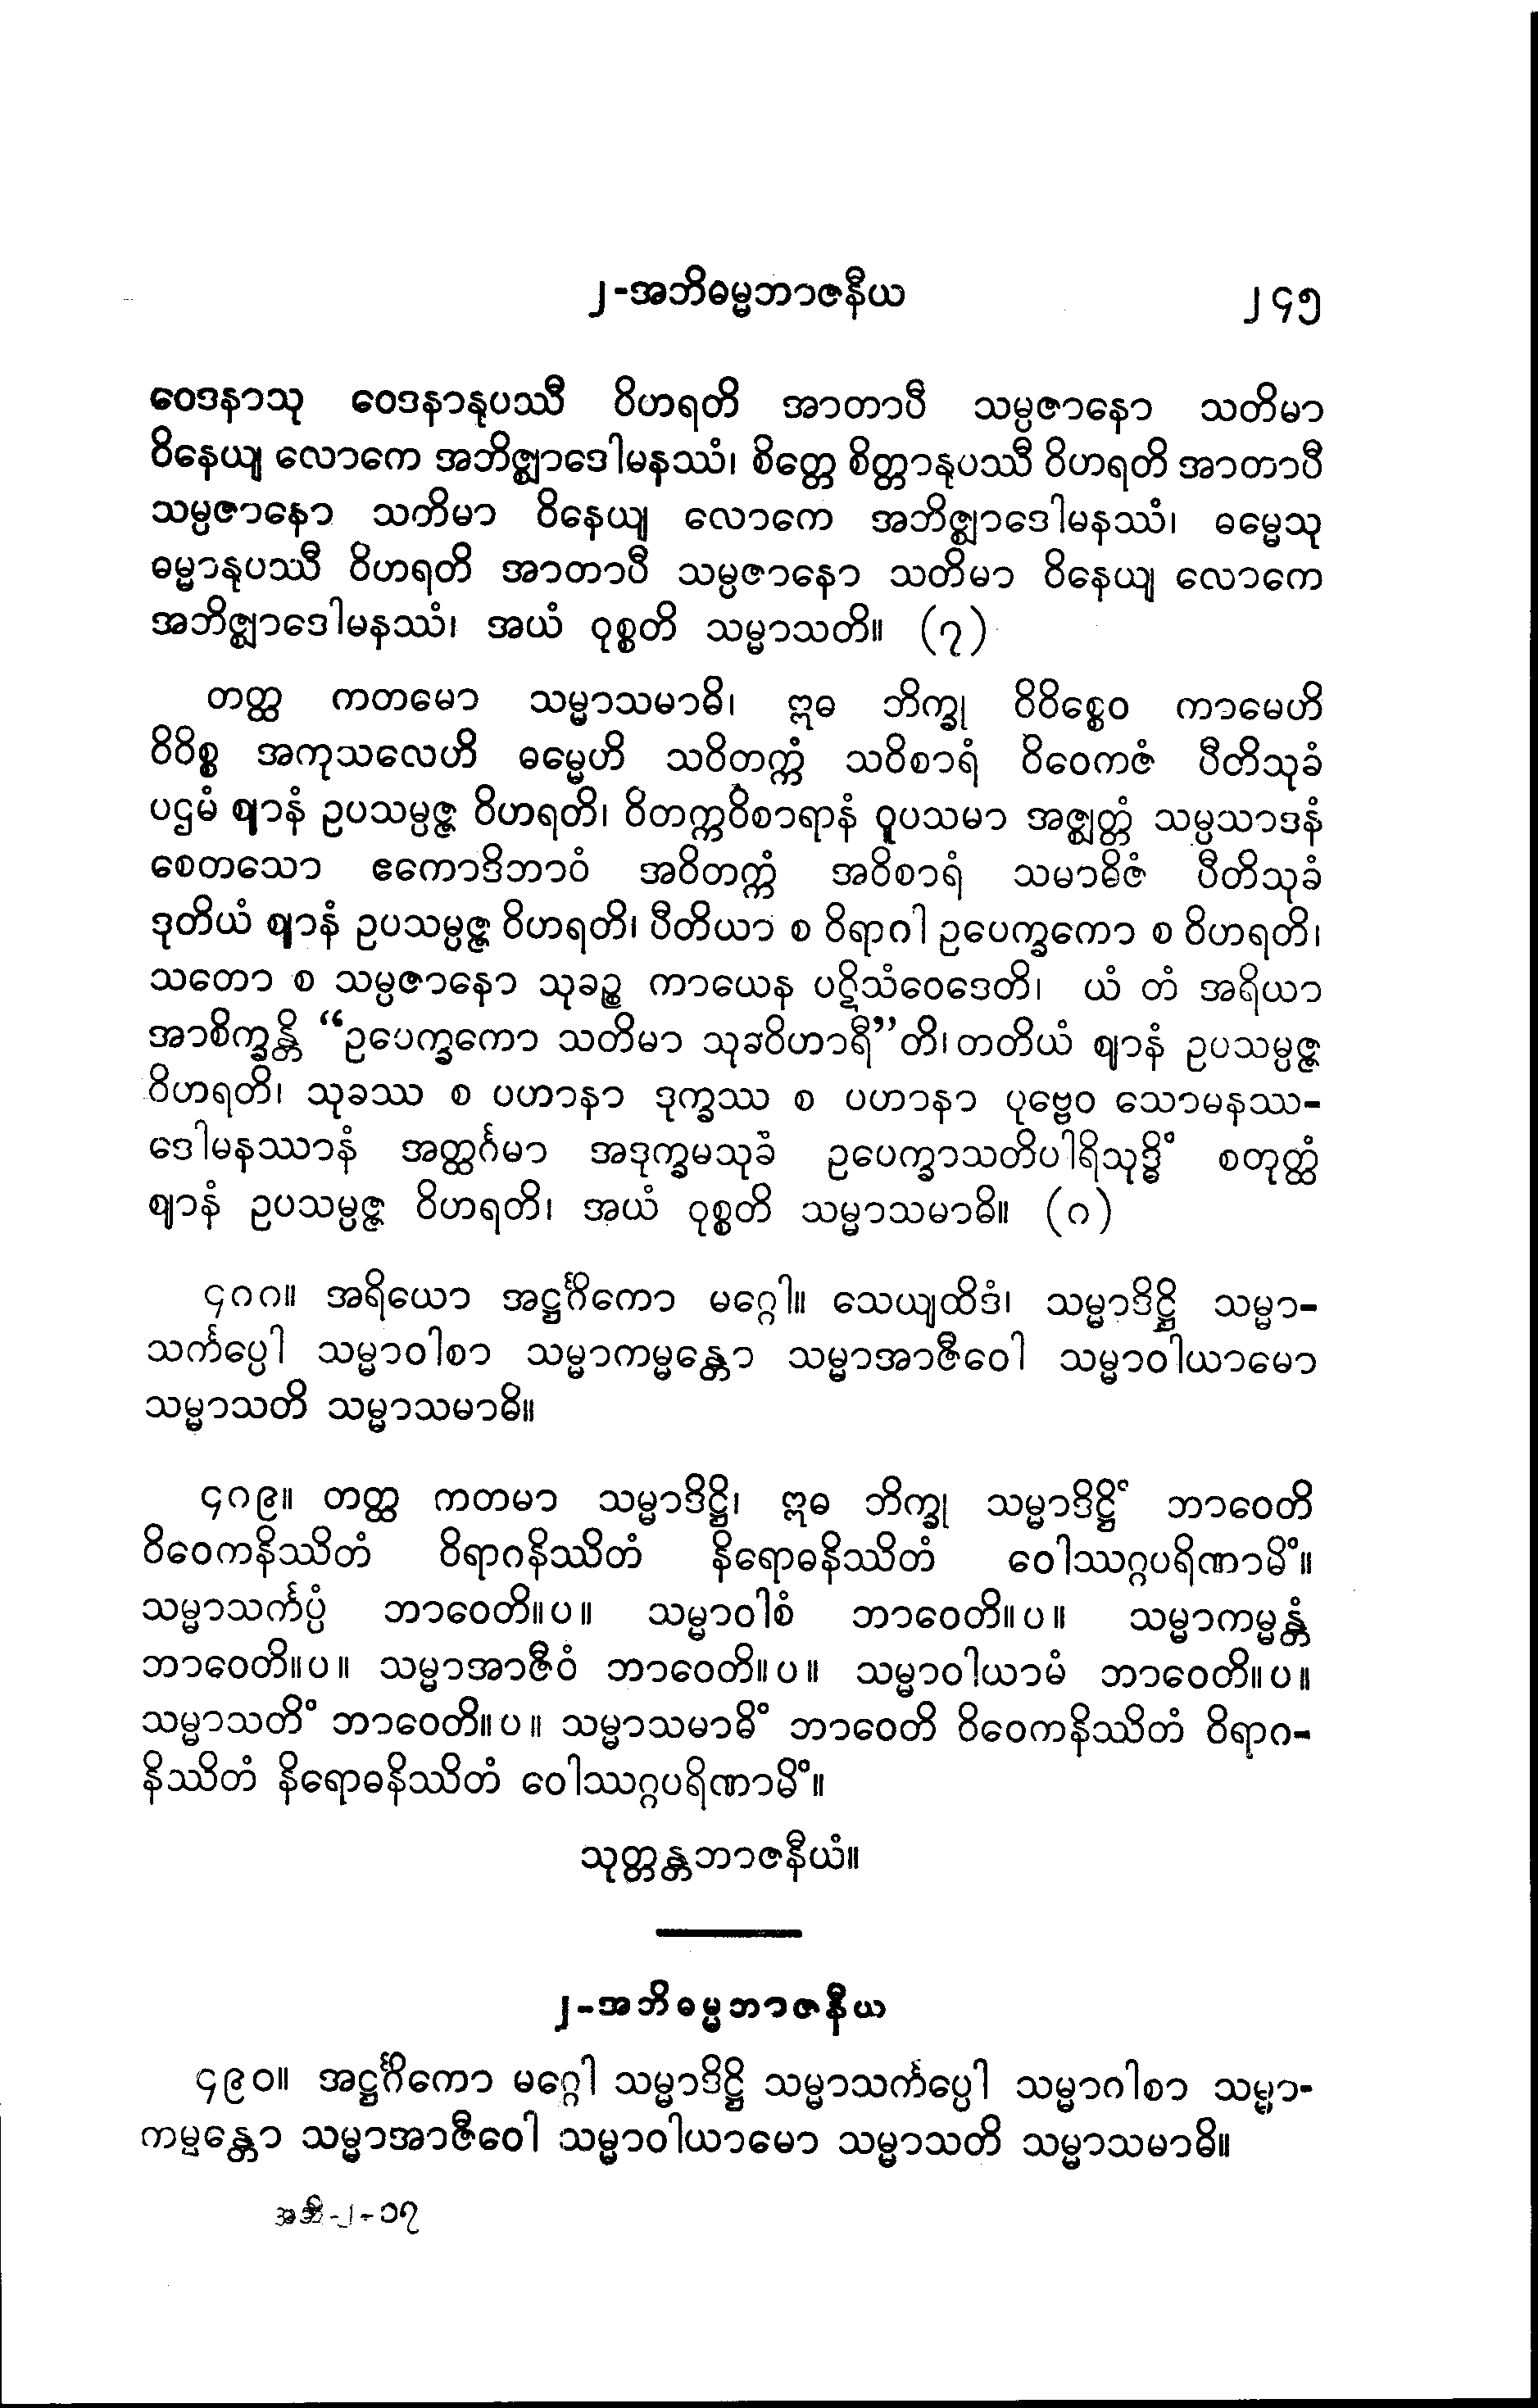 ၂-အဘိဓမ္မဘာဇနီယ ၂၄၅
ဝေဒနာသု ဝေဒနာနုပဿီ ဝိဟရတိ အာတာပီ သမ္ပဇာနော သတိမာ
ဝိနေယျ လောကေ အဘိဇ္ဈာဒေါမနဿံ၊ စိတ္တေ စိတ္တာနုပဿီ ဝိဟရတိ အာတာပီ
သမ္ပဇာနော သတိမာ ဝိနေယျ လောကေ အဘိဇ္ဈာဒေါမနဿံ၊ ဓမ္မေသု
ဓမ္မာနုပဿီ ဝိဟရတိ အာတာပီ သမ္ပဇာနော သတိမာ ဝိနေယျ လောကေ
အဘိဇ္ဈာဒေါမနဿံ၊ အယံ ဝုစ္စတိ သမ္မာသတိ။ (၇)
တတ္ထ ကတမော သမ္မာသမာဓိ၊ ဣဓ ဘိက္ခု ဝိဝိစ္စေဝ ကာမေဟိ
ဝိဝိစ္စ အကုသလေဟိ ဓမ္မေဟိ သဝိတက္ကံ သဝိစာရံ ဝိဝေကဇံ ပီတိသုခံ
ပဌမံ ဈာနံ ဥပသမ္ပဇ္ဇ ဝိဟရတိ၊ ဝိတက္ကဝိစာရာနံ ဝူပသမာ အဇ္ဈတ္တံ သမ္ပသာဒနံ
စေတသော ဧကောဒိဘာဝံ အဝိတက္ကံ အဝိစာရံ သမာဓိဇံ ပီတိသုခံ
ဒုတိယံ ဈာနံ ဥပသမ္ပဇ္ဇ ဝိဟရတိ၊ ပီတိယာ စ ဝိရာဂါ ဥပေက္ခကော စ ဝိဟရတိ၊
သတော စ သမ္ပဇာနော သုခဉ္စ ကာယေန ပဋိသံဝေဒေတိ၊ ယံ တံ အရိယာ
အာစိက္ခန္တိ “ဥပေက္ခကော သတိမာ သုခဝိဟာရီ”တိ၊ တတိယံ ဈာနံ ဥပသမ္ပဇ္ဇ
ဝိဟရတိ၊ သုခဿ စ ပဟာနာ ဒုက္ခဿ စ ပဟာနာ ပုဗ္ဗေဝ သောမနဿ-
ဒေါမနဿာနံ အတ္ထင်္ဂမာ အဒုက္ခမသုခံ ဥပေက္ခာသတိပါရိသုဒ္ဓိံ စတုတ္ထံ
ဈာနံ ဥပသမ္ပဇ္ဇ ဝိဟရတိ၊ အယံ ဝုစ္စတိ သမ္မာသမာဓိ။ (၈)
၄၈၈။ အရိယော အဋ္ဌင်္ဂိကော မဂ္ဂေါ။ သေယျထိဒံ၊ သမ္မာဒိဋ္ဌိ သမ္မာ-
သင်္ကပ္ပေါ သမ္မာဝါစာ သမ္မာကမ္မန္တော သမ္မာအာဇီဝေါ သမ္မာဝါယာမော
သမ္မာသတိ သမ္မာသမာဓိ။
၄၈၉။ တတ္ထ ကတမာ သမ္မာဒိဋ္ဌိ၊ ဣဓ ဘိက္ခု သမ္မာဒိဋ္ဌိံ ဘာဝေတိ
ဝိဝေကနိဿိတံ ဝိရာဂနိဿိတံ နိရောဓနိဿိတံ ဝေါဿဂ္ဂပရိဏာမိံ။
သမ္မာသင်္ကပ္ပံ ဘာဝေတိ။ပ။ သမ္မာဝါစံ ဘာဝေတိ။ပ။ သမ္မာကမ္မန္တံ
ဘာဝေတိ။ပ။ သမ္မာအာဇီဝံ ဘာဝေတိ။ပ။ သမ္မာဝါယာမံ ဘာဝေတိ။ပ။
သမ္မာသတိံ ဘာဝေတိ။ပ။ သမ္မာသမာဓိံ ဘာဝေတိ ဝိဝေကနိဿိတံ ဝိရာဂ-
နိဿိတံ နိရောဓနိဿိတံ ဝေါဿဂ္ဂပရိဏာမိံ။
သုတ္တန္တဘာဇနီယံ။
၂-အဘိဓမ္မဘာဇနီယ
၄၉၀။ အဋ္ဌင်္ဂိကော မဂ္ဂေါ သမ္မာဒိဋ္ဌိ သမ္မာသင်္ကပ္ပေါ သမ္မာဂါစာ သမ္မာ-
ကမ္မန္တော သမ္မာအာဇီဝေါ သမ္မာဝါယာမော သမ္မာသတိ သမ္မာသမာဓိ။
အဘိ-၂-၁၇